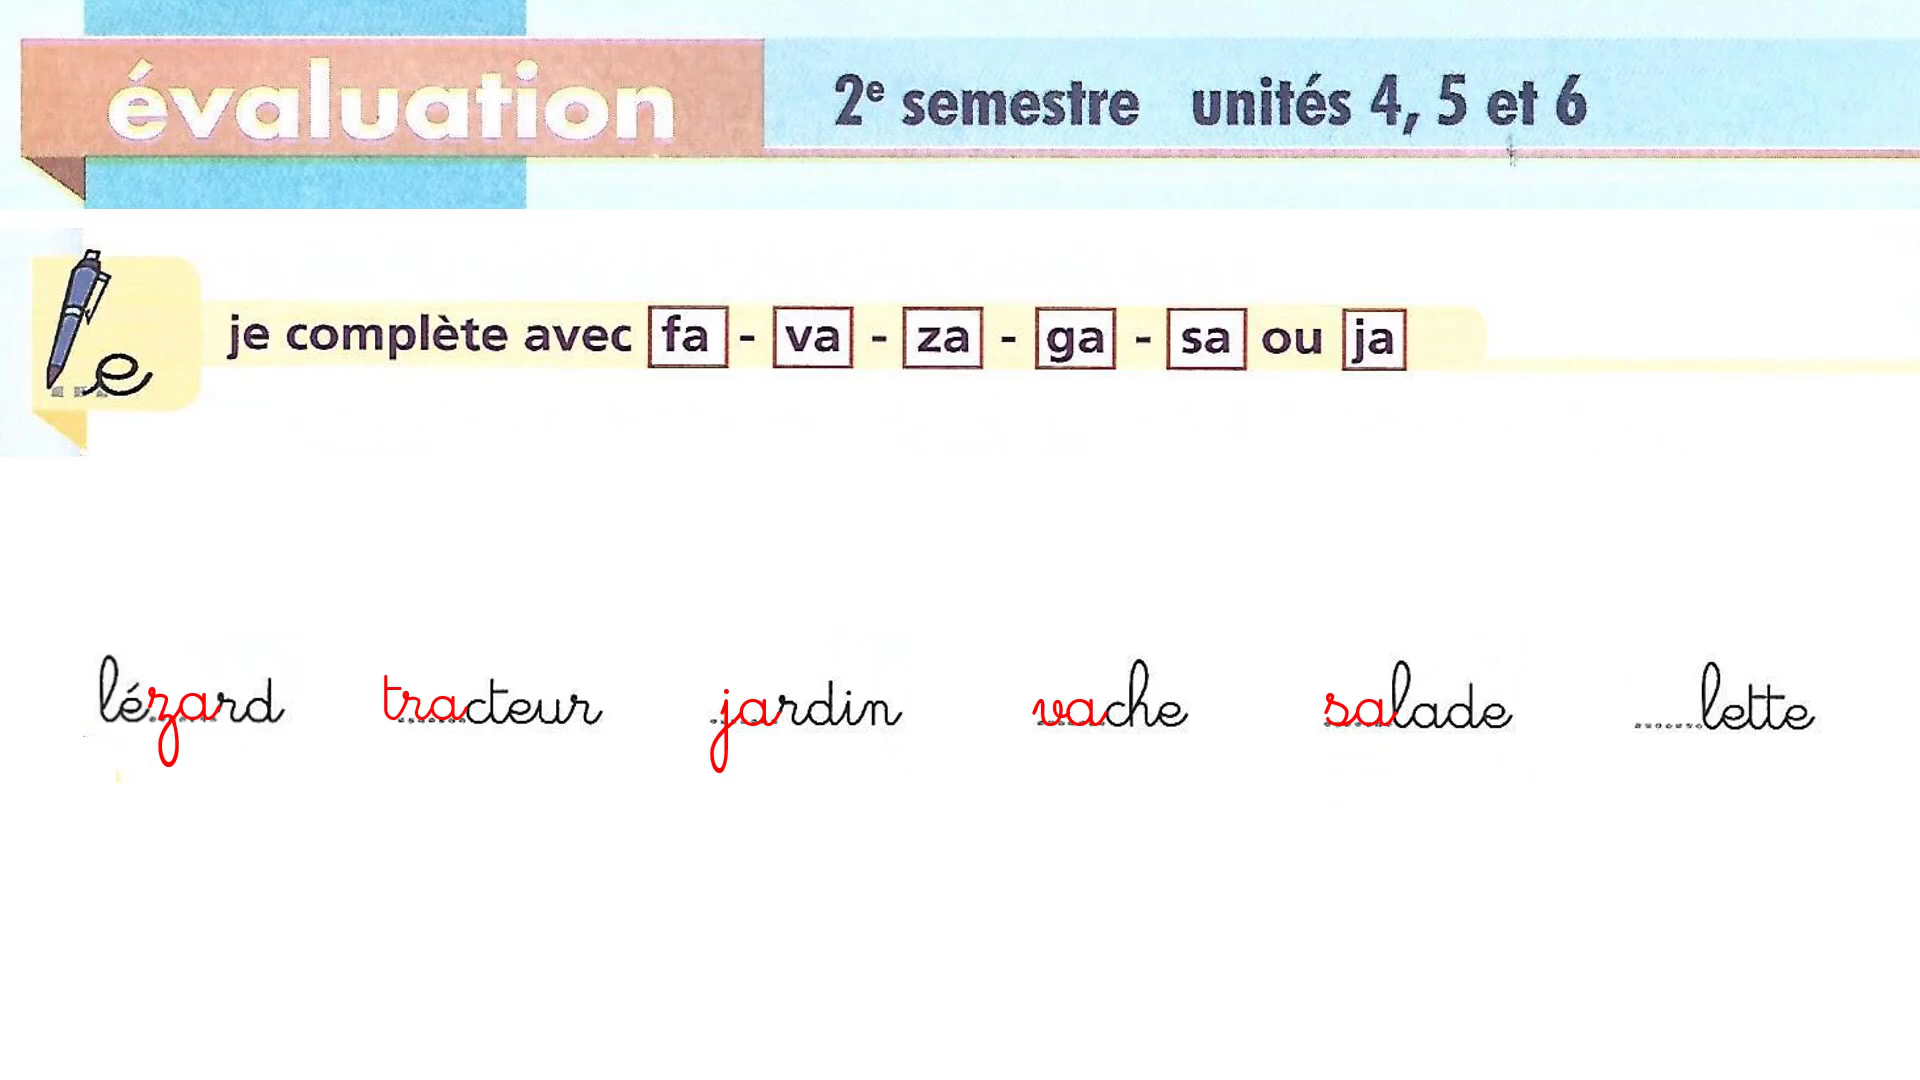 évaluation 2e semestre unités 4, 5 et 6
e
je complète avec fa - va - za - ga - sa ou ja
lézard tracteur jardin vache salade ......lette